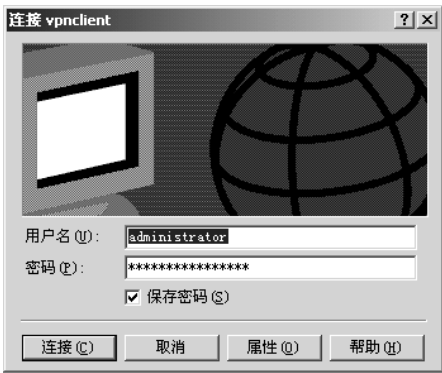 连接 vpnclient
用户名(U):
administrator
密码(P):
****************
保存密码(S)
连接(C) 取消 属性(O) 帮助(H)